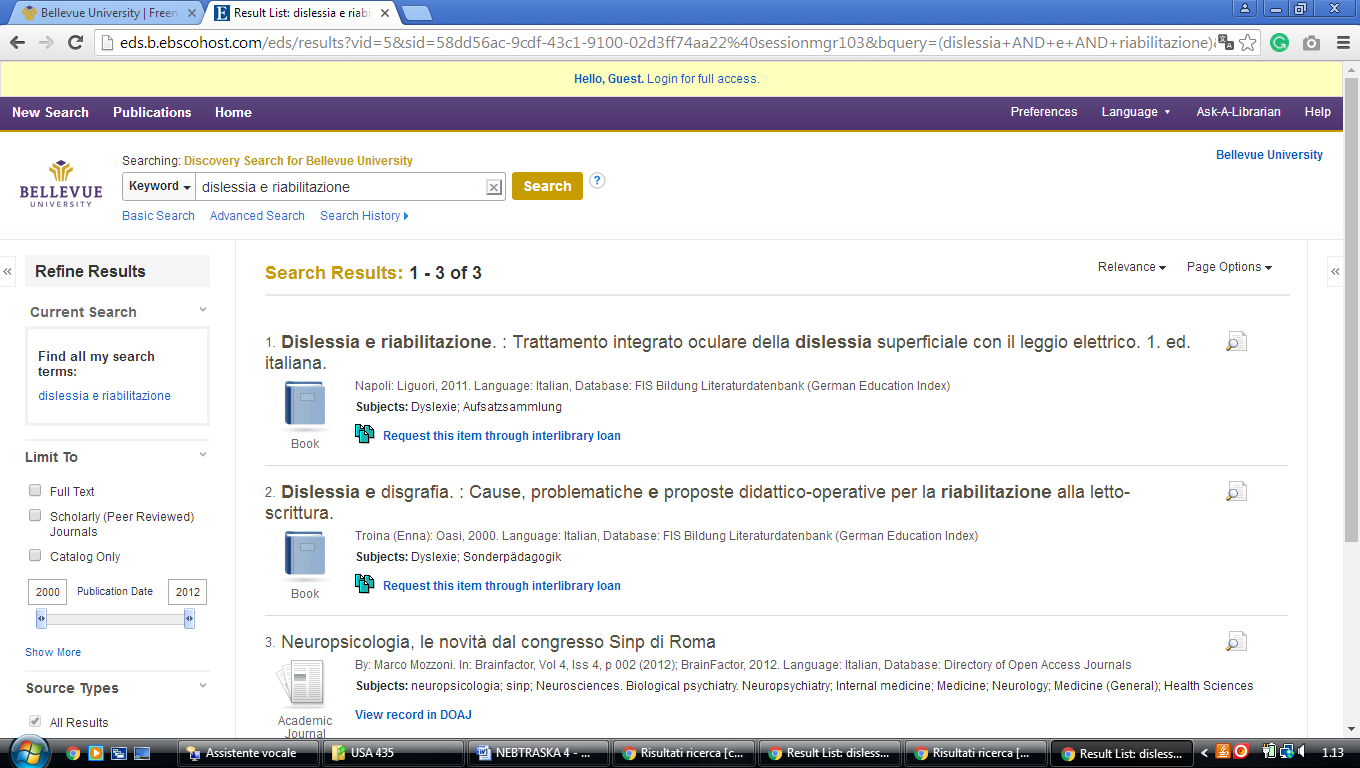 Bellevue University | Freem
Result List: dislessia e riabi
eds.b.ebscohost.com/eds/results?vid=5&sid=58dd56ac-9cdf-43c1-9100-02d3ff74aa22%40sessionmgr103&bquery=(dislessia+AND+e+AND+riabilitazione)
Hello, Guest. Login for full access.
New Search Publications Home Preferences Language Ask-A-Librarian Help
Searching: Discovery Search for Bellevue University
Bellevue University
BELLEVUE
UNIVERSITY
Keyword dislessia e riabilitazione Search ?
Basic Search Advanced Search Search History
Refine Results
Current Search
Find all my search
terms:
dislessia e riabilitazione
Limit To
Full Text
Scholarly (Peer Reviewed)
Journals
Catalog Only
2000 Publication Date 2012
Show More
Source Types
All Results
Search Results: 1 - 3 of 3
Relevance Page Options
1. Dislessia e riabilitazione. : Trattamento integrato oculare della dislessia superficiale con il leggio elettrico. 1. ed.
italiana.
Napoli: Liguori, 2011. Language: Italian, Database: FIS Bildung Literaturdatenbank (German Education Index)
Subjects: Dyslexie; Aufsatzsammlung
Request this item through interlibrary loan
Book
2. Dislessia e disgrafia. : Cause, problematiche e proposte didattico-operative per la riabilitazione alla letto-
scrittura.
Troina (Enna): Oasi, 2000. Language: Italian, Database: FIS Bildung Literaturdatenbank (German Education Index)
Subjects: Dyslexie; Sonderpädagogik
Request this item through interlibrary loan
Book
3. Neuropsicologia, le novità dal congresso Sinp di Roma
By: Marco Mozzoni. In: Brainfactor, Vol 4, Iss 4, p 002 (2012); BrainFactor, 2012. Language: Italian, Database: Directory of Open Access Journals
Subjects: neuropsicologia; sinp; Neurosciences. Biological psychiatry. Neuropsychiatry; Internal medicine; Medicine; Neurology; Medicine (General); Health Sciences
View record in DOAJ
Academic
Journal
Assistente vocale USA 435 NEBTRASKA 4 - ... Risultati ricerca [c... Result List: disless... Risultati ricerca [... Result List: disless... 1.13